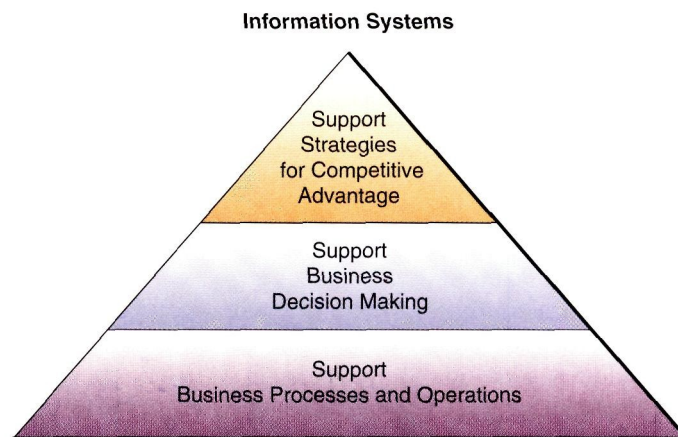 Information Systems
Support
Strategies
for Competitive
Advantage
Support
Business
Decision Making
Support
Business Processes and Operations